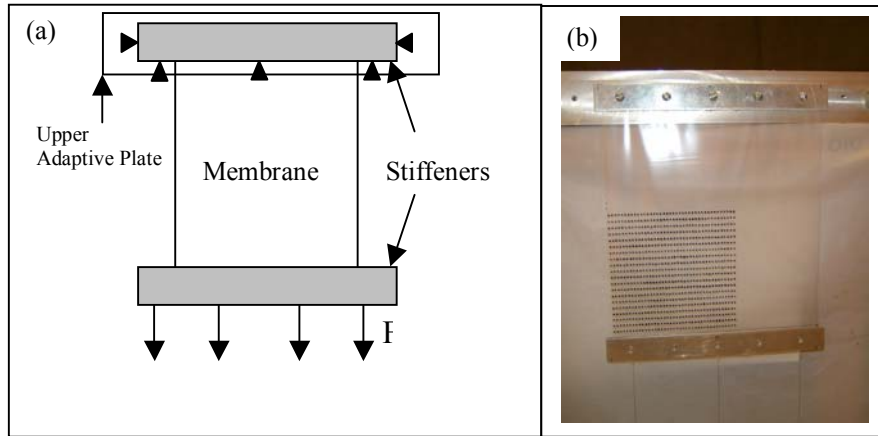 (a)
Upper
Adaptive Plate
Membrane
Stiffeners
(b)